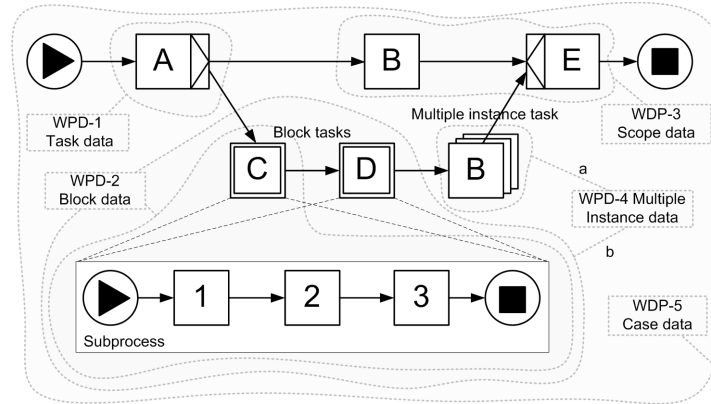 A
B
E
WPD-1
Task data
WDP-3
Scope data
Multiple instance task
Block tasks
C
D
B
a
WPD-2
Block data
WPD-4 Multiple
Instance data
b
1
2
3
Subprocess
WDP-5
Case data